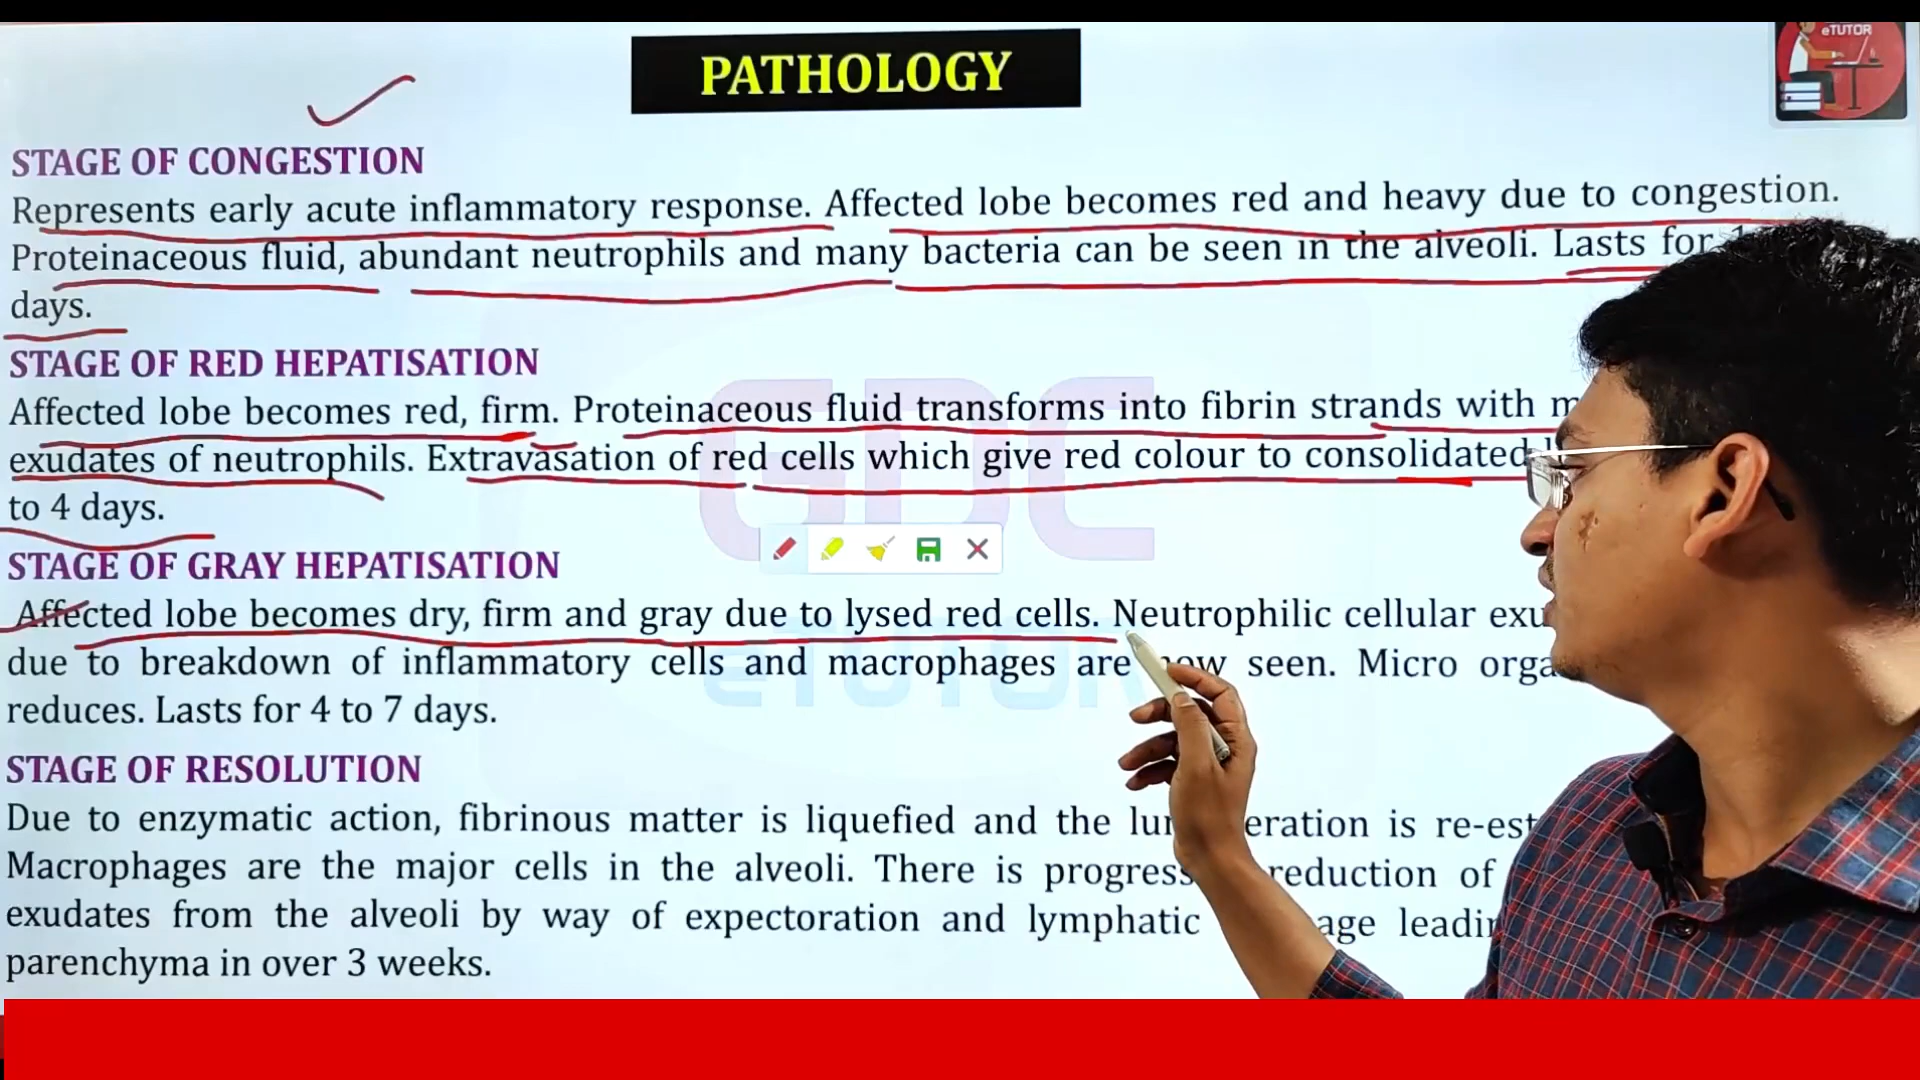 eTUTOR
PATHOLOGY
STAGE OF CONGESTION
Represents early acute inflammatory response. Affected lobe becomes red and heavy due to congestion.
Proteinaceous fluid, abundant neutrophils and many bacteria can be seen in the alveoli. Lasts for
days.
STAGE OF RED HEPATISATION
Affected lobe becomes red, firm. Proteinaceous fluid transforms into fibrin strands with
exudates of neutrophils. Extravasation of red cells which give red colour to consolidated
to 4 days.
STAGE OF GRAY HEPATISATION
Affected lobe becomes dry, firm and gray due to lysed red cells. Neutrophilic cellular
due to breakdown of inflammatory cells and macrophages are now seen. Micro
reduces. Lasts for 4 to 7 days.
STAGE OF RESOLUTION
Due to enzymatic action, fibrinous matter is liquefied and the is
Macrophages are the major cells in the alveoli. There is reduction of
exudates from the alveoli by way of expectoration and lymphatic
parenchyma in over 3 weeks.
GDC
eTUTOR